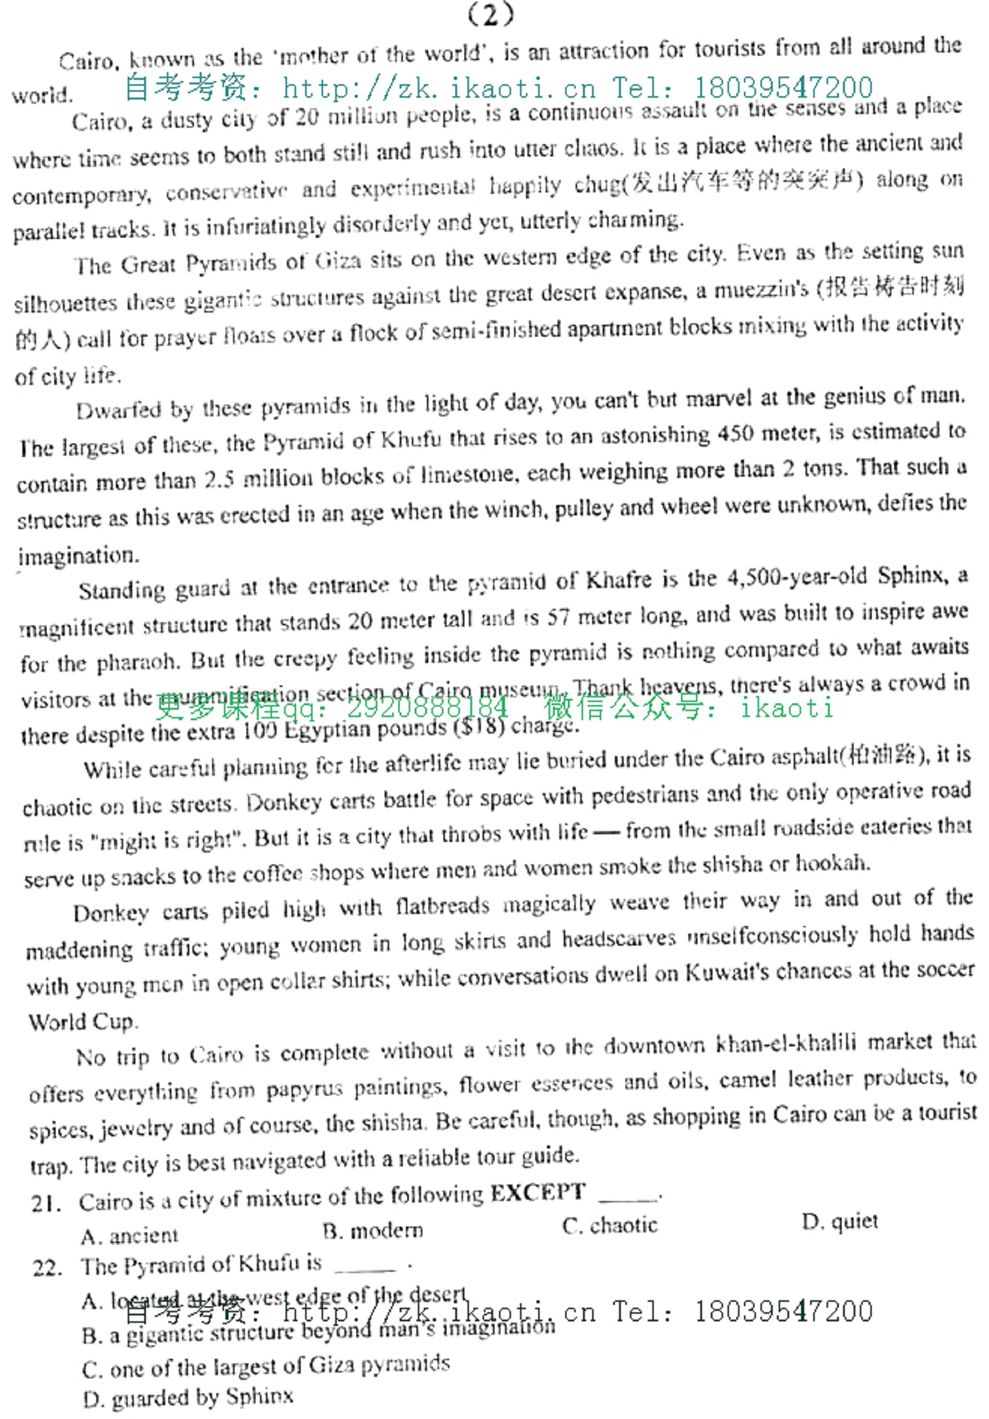 (2)
Cairo, known as the 'mother of the world', is an attraction for tourists from all around the
world.
自考考资：http://zk.ikaoti.cn Tel：18039547200
Cairo, a dusty city of 20 million people, is a continuous assault on the senses and a place
where time seems to both stand still and rush into utter chaos. It is a place where the ancient and
contemporary, conservative and experimental happily chug(发出汽车等的突突声) along on
parallel tracks. It is infuriatingly disorderly and yet, utterly charming.
The Great Pyramids of Giza sits on the western edge of the city. Even as the setting sun
silhouettes these gigantic structures against the great desert expanse, a muezzin's (报告祷告时刻
的人) call for prayer floats over a flock of semi-finished apartment blocks mixing with the activity
of city life.
Dwarfed by these pyramids in the light of day, you can't but marvel at the genius of man.
The largest of these, the Pyramid of Khufu that rises to an astonishing 450 meter, is estimated to
contain more than 2.5 million blocks of limestone, each weighing more than 2 tons. That such a
structure as this was erected in an age when the winch, pulley and wheel were unknown, defies the
imagination.
Standing guard at the entrance to the pyramid of Khafre is the 4,500-year-old Sphinx, a
magnificent structure that stands 20 meter tall and is 57 meter long, and was built to inspire awe
for the pharaoh. But the creepy feeling inside the pyramid is nothing compared to what awaits
visitors at the mummification section of Cairo museum. Thank heavens, there's always a crowd in
更多课程qq：2920888184 微信公众号：ikaoti
there despite the extra 100 Egyptian pounds ($18) charge.
While careful planning for the afterlife may lie buried under the Cairo asphalt(柏油路), it is
chaotic on the streets. Donkey carts battle for space with pedestrians and the only operative road
rule is "might is right". But it is a city that throbs with life — from the small roadside eateries that
serve up snacks to the coffee shops where men and women smoke the shisha or hookah.
Donkey carts piled high with flatbreads magically weave their way in and out of the
maddening traffic; young women in long skirts and headscarves unselfconsciously hold hands
with young men in open collar shirts; while conversations dwell on Kuwait's chances at the soccer
World Cup.
No trip to Cairo is complete without a visit to the downtown khan-el-khalili market that
offers everything from papyrus paintings, flower essences and oils, camel leather products, to
spices, jewelry and of course, the shisha. Be careful, though, as shopping in Cairo can be a tourist
trap. The city is best navigated with a reliable tour guide.
21. Cairo is a city of mixture of the following EXCEPT _____.
A. ancient B. modern C. chaotic D. quiet
22. The Pyramid of Khufu is _____ .
A. located at the west edge of the desert
自考考资：http://zk.ikaoti.cn Tel：18039547200
B. a gigantic structure beyond man's imagination
C. one of the largest of Giza pyramids
D. guarded by Sphinx